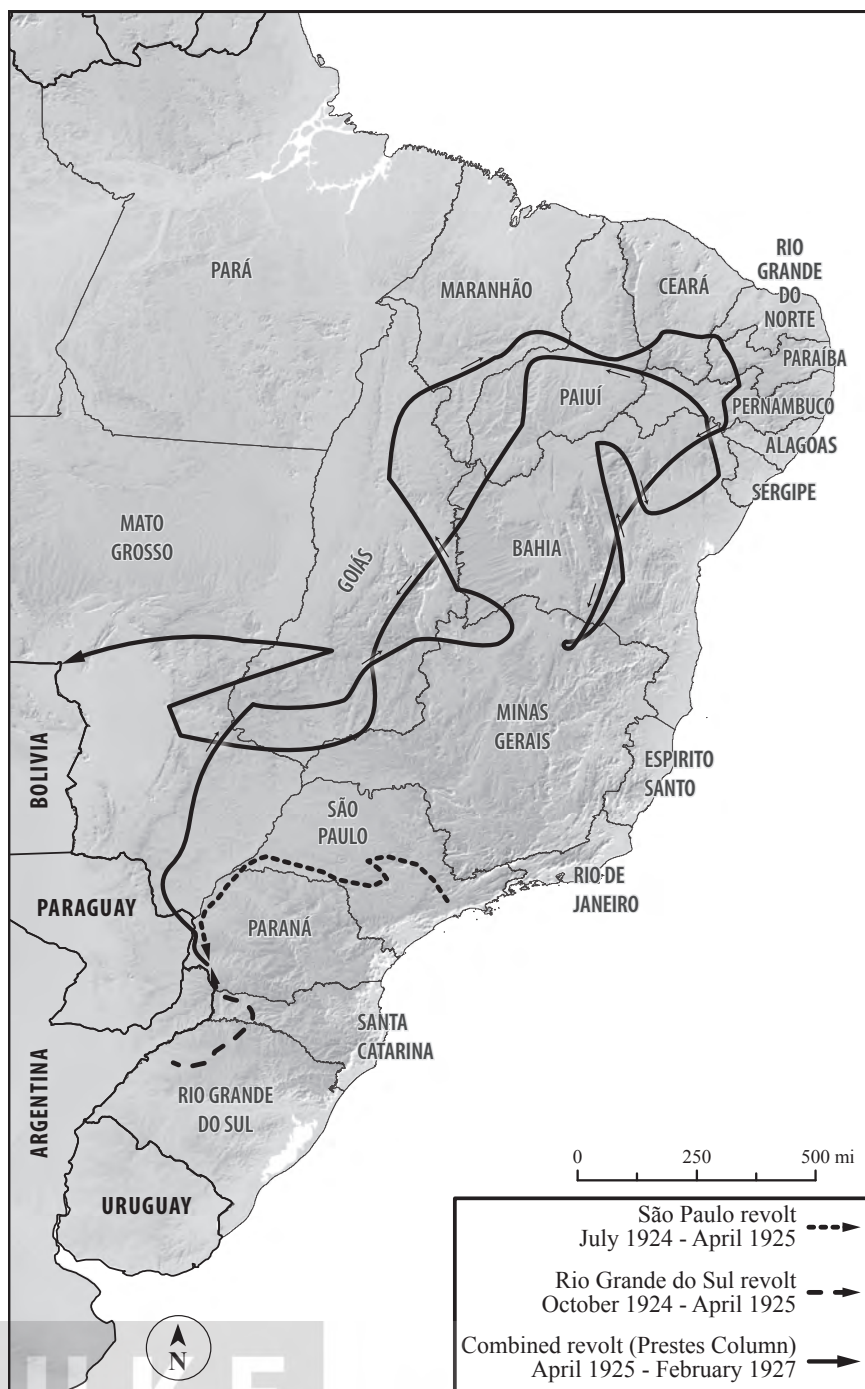 PARÁ
MARANHÃO
CEARÁ
RIO
GRANDE
DO
NORTE
PARAÍBA
PAIUÍ
PERNAMBUCO
ALAGOAS
SERGIPE
MATO
GROSSO
GOIÁS
BAHIA
MINAS
GERAIS
ESPIRITO
SANTO
BOLIVIA
SÃO
PAULO
RIO DE
JANEIRO
PARAGUAY
PARANÁ
SANTA
CATARINA
ARGENTINA
RIO GRANDE
DO SUL
URUGUAY
0 250 500 mi
São Paulo revolt
July 1924 - April 1925
Rio Grande do Sul revolt
October 1924 - April 1925
Combined revolt (Prestes Column)
April 1925 - February 1927
N